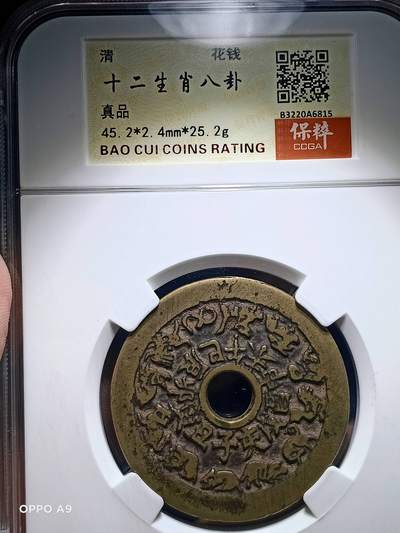 清 花钱
十二生肖八卦
真品
45.2*2.4mm*25.2g
BAO CUI COINS RATING
B3220A6815
保粹
CCGA
OPPO A9